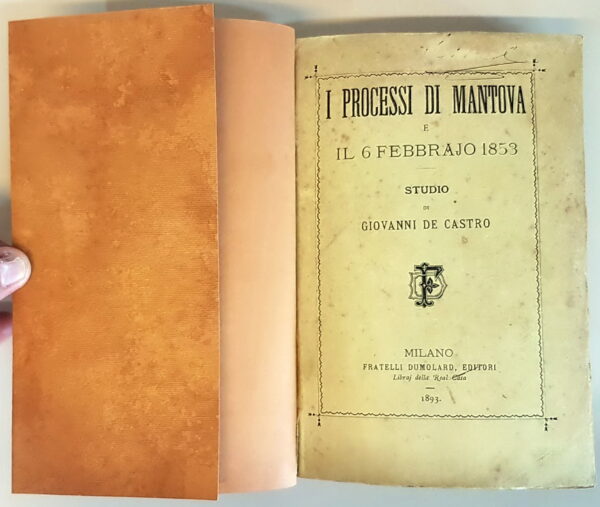 I PROCESSI DI MANTOVA
E
IL 6 FEBBRAJO 1853
STUDIO
DI
GIOVANNI DE CASTRO
MILANO
FRATELLI DUMOLARD, EDITORI
Libraj della Real Casa
1893.